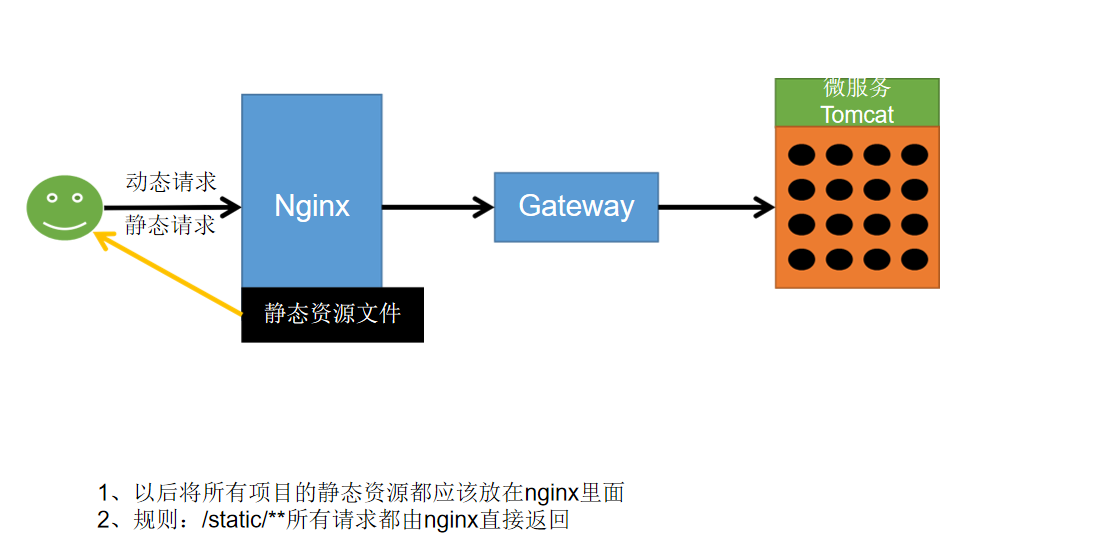 微服务
Tomcat
动态请求
静态请求
Nginx
Gateway
静态资源文件
1、以后将所有项目的静态资源都应该放在nginx里面
2、规则：/static/**所有请求都由nginx直接返回